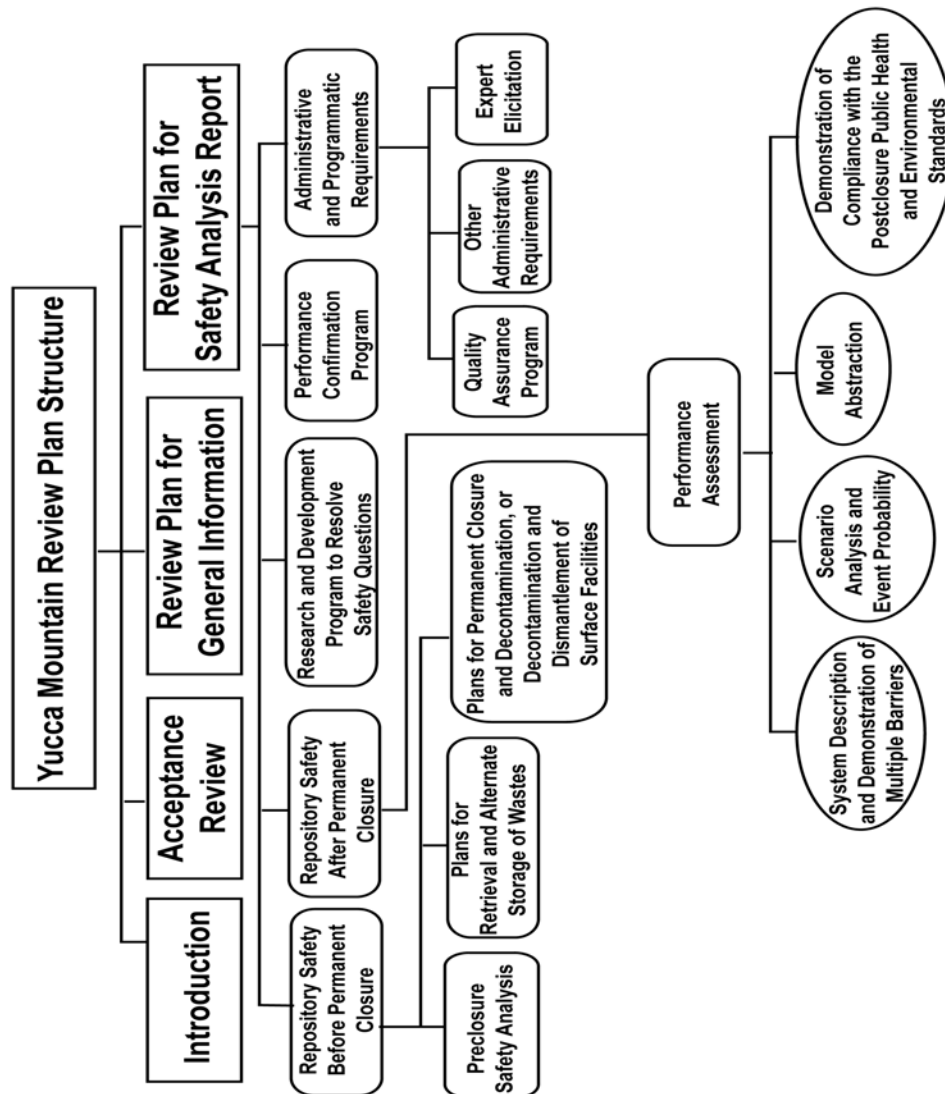 Yucca Mountain Review Plan Structure
Introduction
Acceptance
Review
Review Plan for
General Information
Review Plan for
Safety Analysis Report
Repository Safety
Before Permanent
Closure
Repository Safety
After Permanent
Closure
Research and Development
Program to Resolve
Safety Questions
Performance
Confirmation
Program
Administrative
and Programmatic
Requirements
Preclosure
Safety Analysis
Plans for
Retrieval and Alternate
Storage of Wastes
Plans for Permanent Closure
and Decontamination, or
Decontamination and
Dismantlement of
Surface Facilities
Quality
Assurance
Program
Other
Administrative
Requirements
Expert
Elicitation
Performance
Assessment
System Description
and Demonstration of
Multiple Barriers
Scenario
Analysis and
Event Probability
Model
Abstraction
Demonstration of
Compliance with the
Postclosure Public Health
and Environmental
Standards